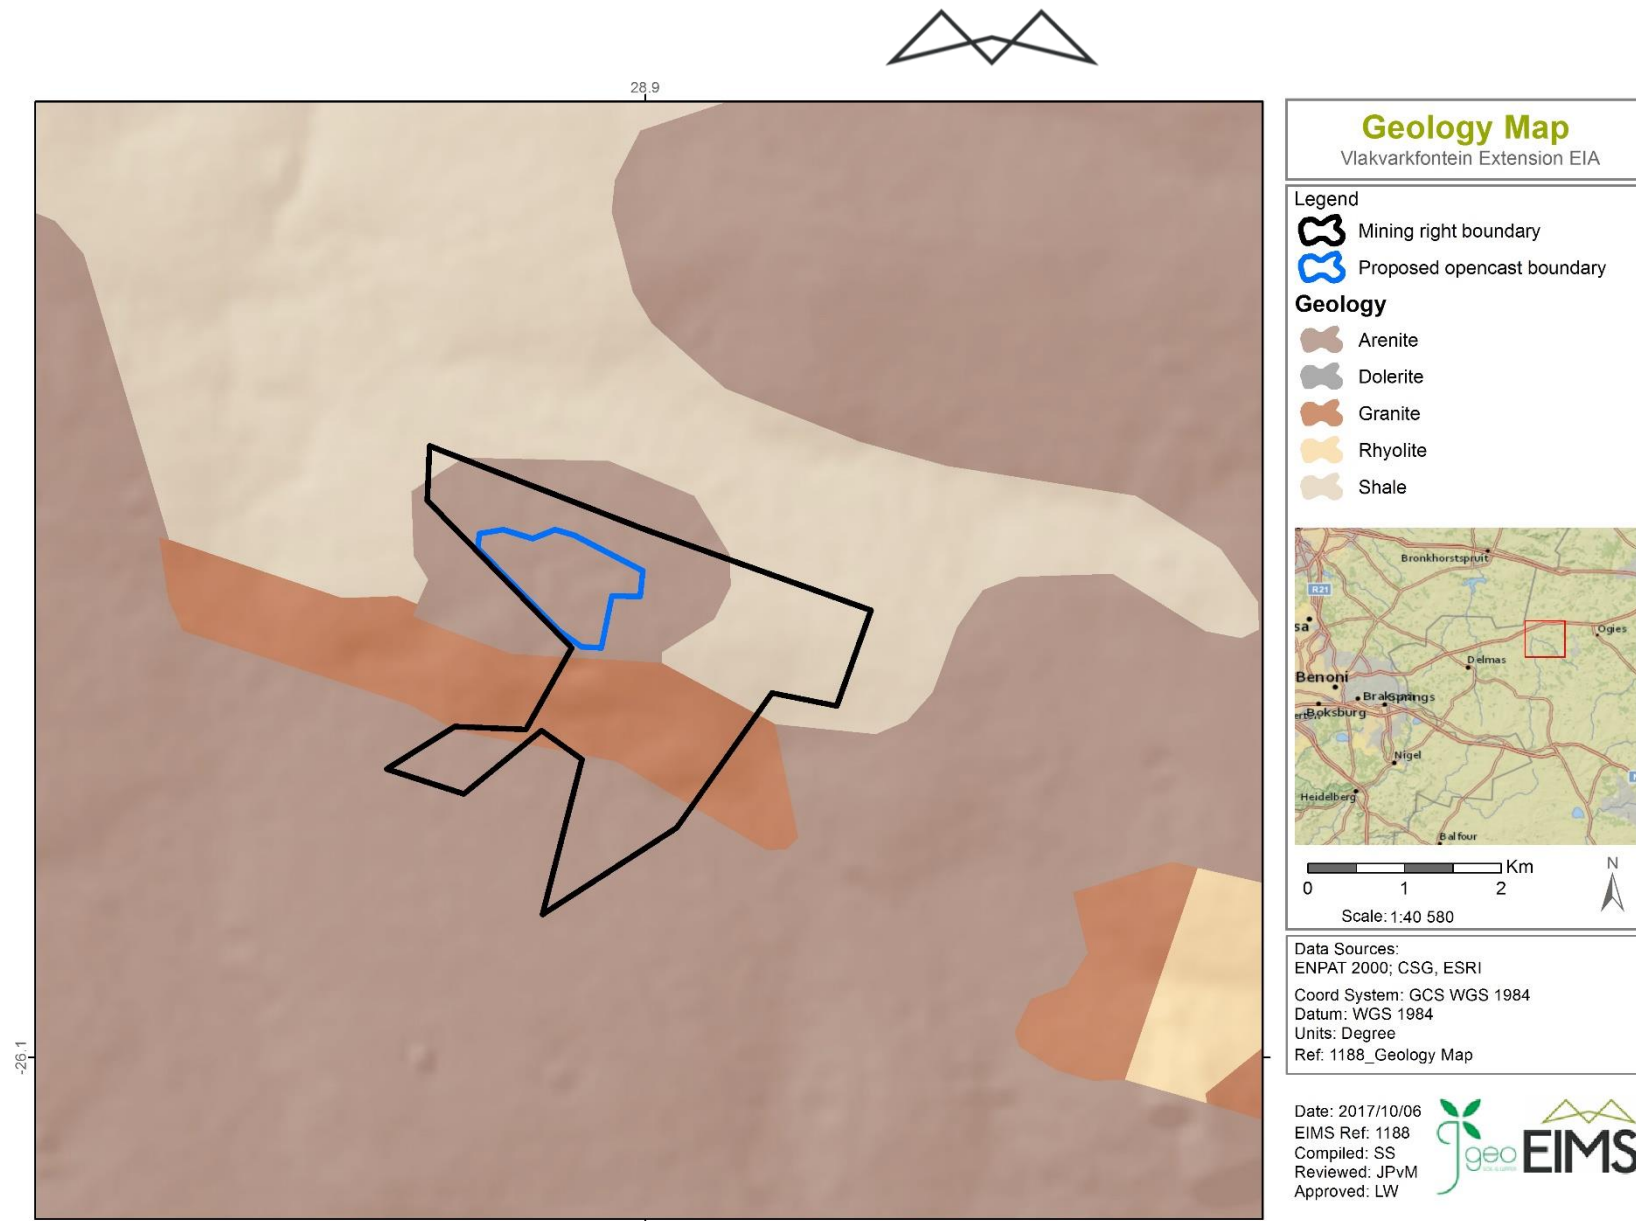 28.9
-26.1
Geology Map
Vlakvarkfontein Extension EIA
Legend
Mining right boundary
Proposed opencast boundary
Geology
Arenite
Dolerite
Granite
Rhyolite
Shale
Bronkhorstspruit
R21
sa
Ogies
Delmas
Benoni
Brakpan
Springs
Boksburg
Nigel
Heidelberg
Balfour
Km
0 1 2
N
Scale: 1:40 580
Data Sources:
ENPAT 2000; CSG, ESRI
Coord System: GCS WGS 1984
Datum: WGS 1984
Units: Degree
Ref: 1188_Geology Map
Date: 2017/10/06
EIMS Ref: 1188
Compiled: SS
Reviewed: JPvM
Approved: LW
geo
EIMS